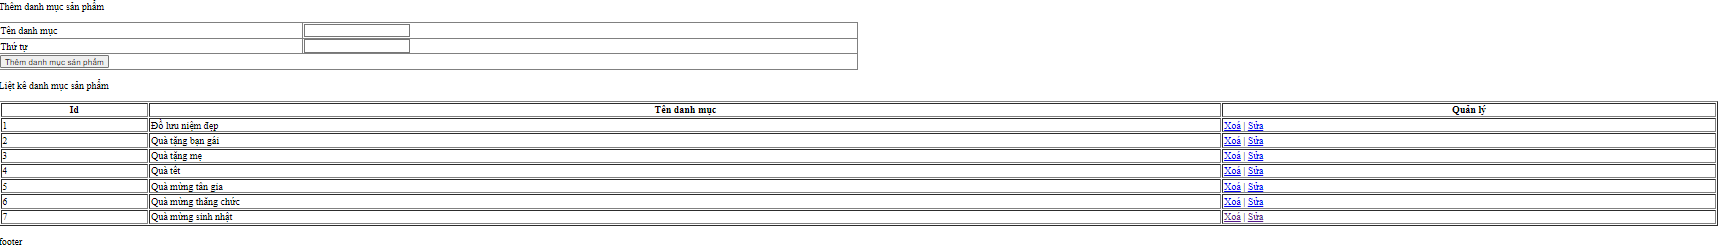 Thêm danh mục sản phẩm
Tên danh mục
Thứ tự
Thêm danh mục sản phẩm
Liệt kê danh mục sản phẩm
Id Tên danh mục Quản lý
1 Đồ lưu niệm đẹp Xoá | Sửa
2 Quà tặng bạn gái Xoá | Sửa
3 Quà tặng mẹ Xoá | Sửa
4 Quà tết Xoá | Sửa
5 Quà mừng tân gia Xoá | Sửa
6 Quà mừng thăng chức Xoá | Sửa
7 Quà mừng sinh nhật Xoá | Sửa
footer